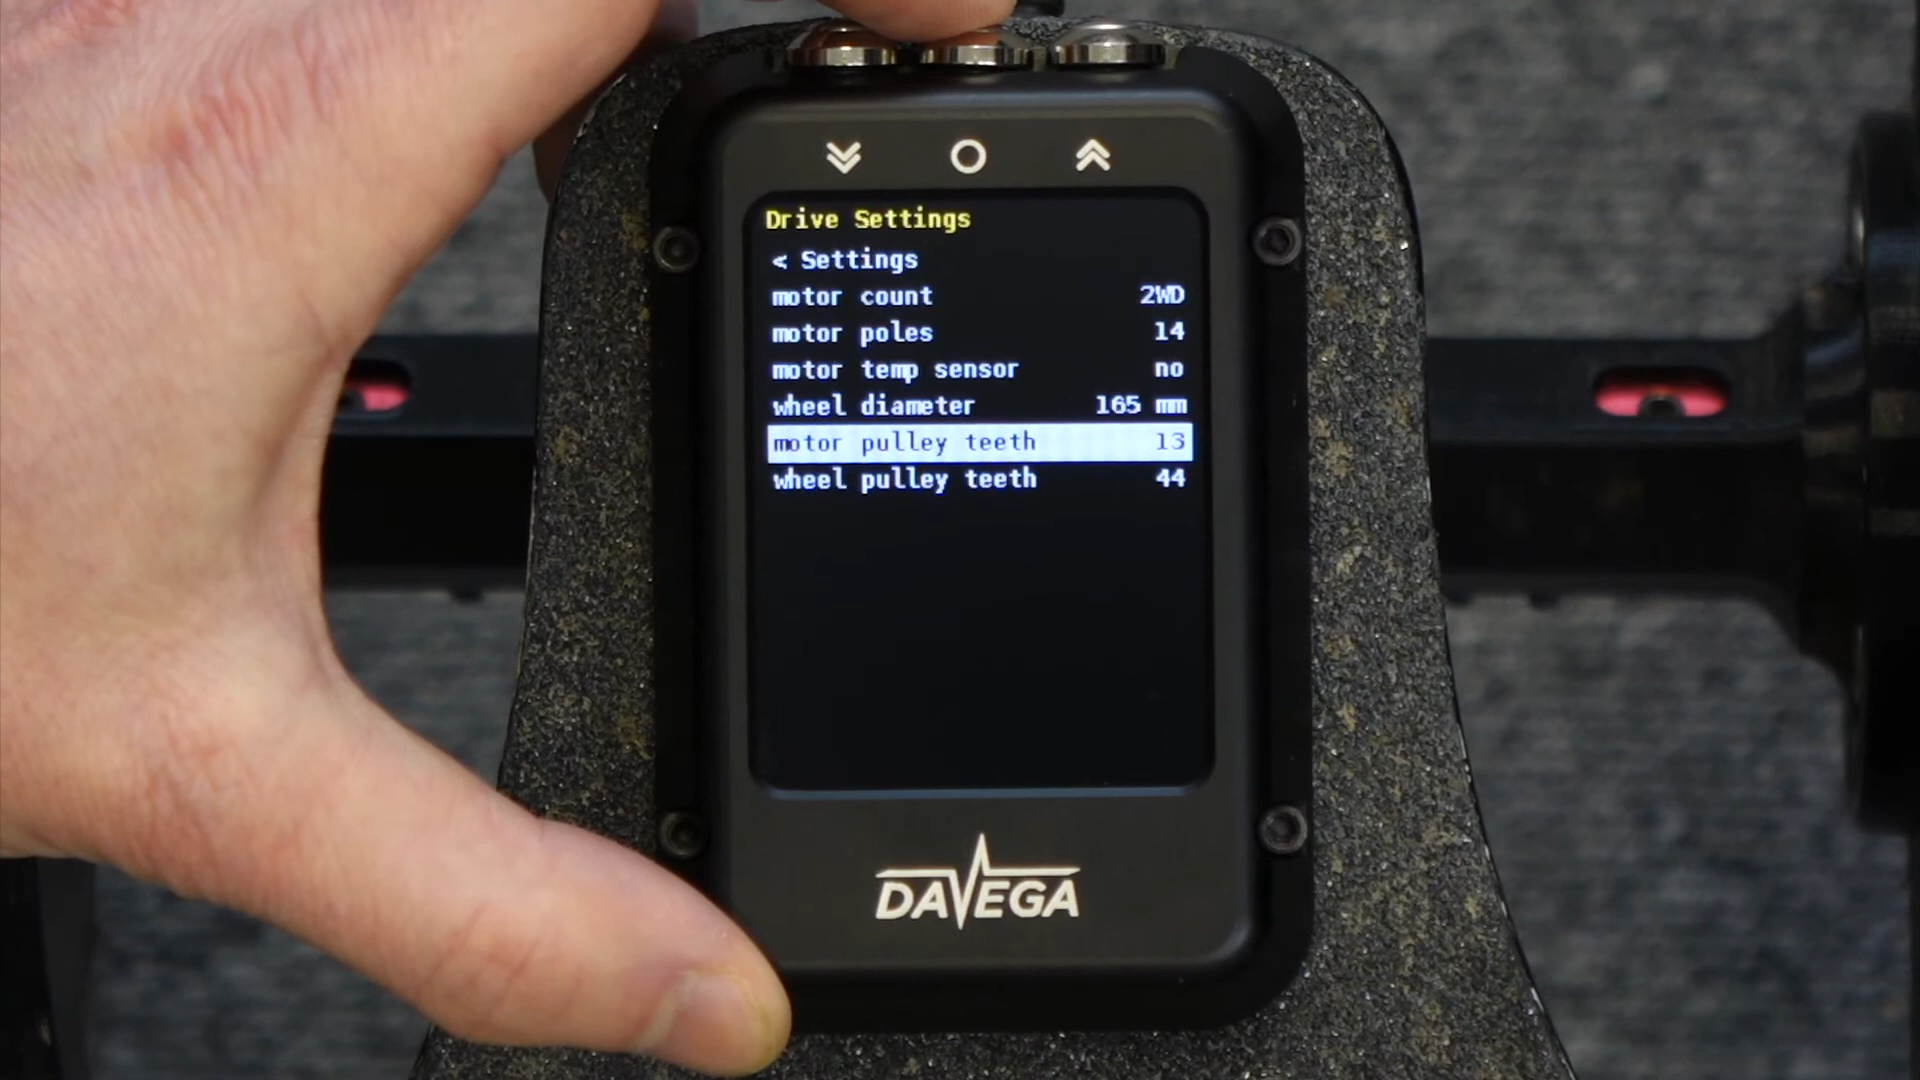 Drive Settings
< Settings
motor count 2WD
motor poles 14
motor temp sensor no
wheel diameter 165 mm
motor pulley teeth 13
wheel pulley teeth 44
DAVEGA